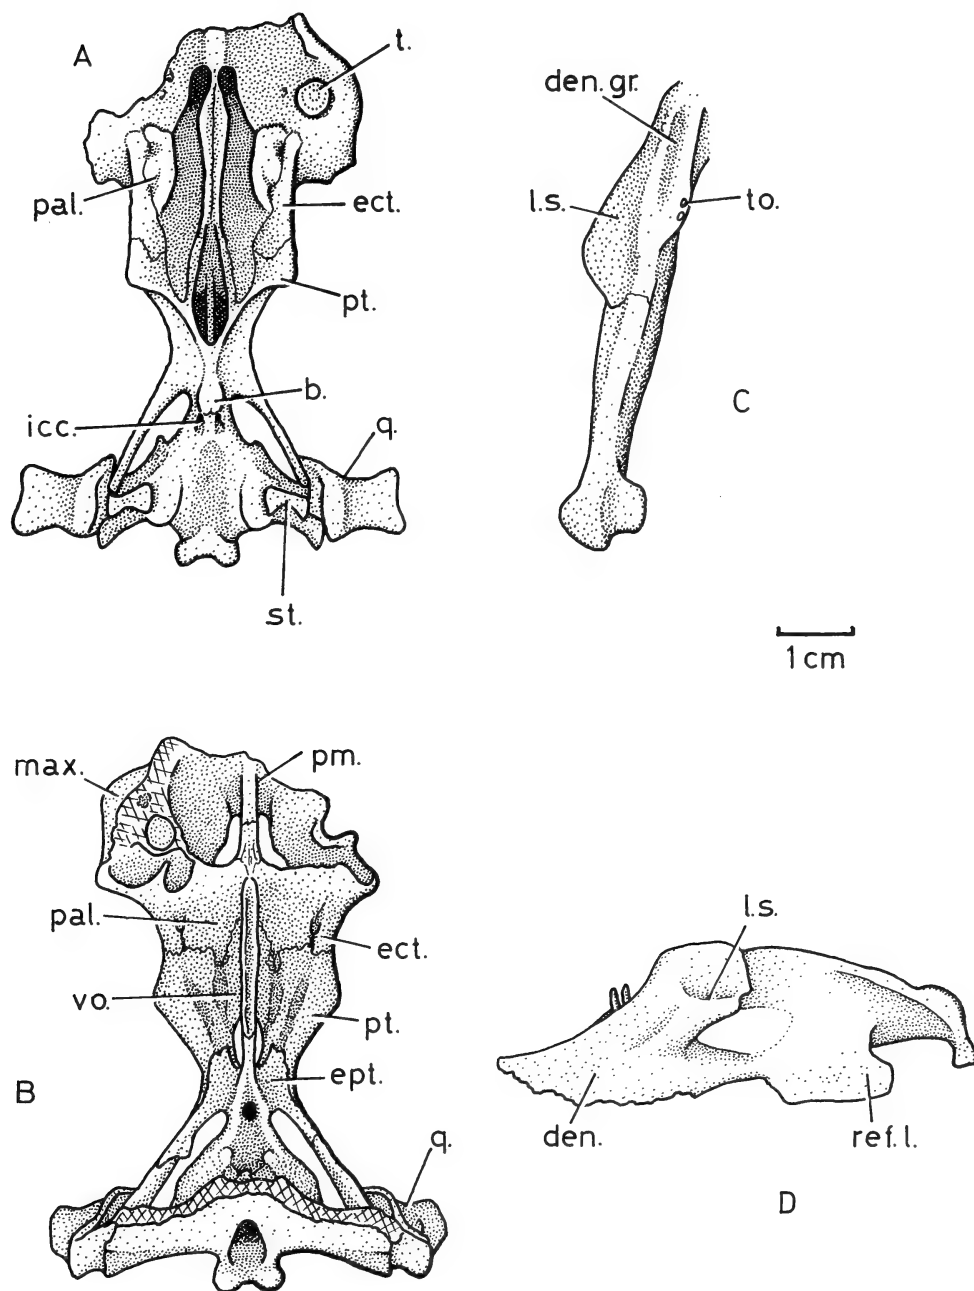 A
t.
pal.
ect.
pt.
b.
icc.
q.
st.
den. gr.
l.s.
to.
C
1 cm
max.
pm.
pal.
ect.
vo.
pt.
B
ept.
q.
l.s.
den.
ref. l.
D